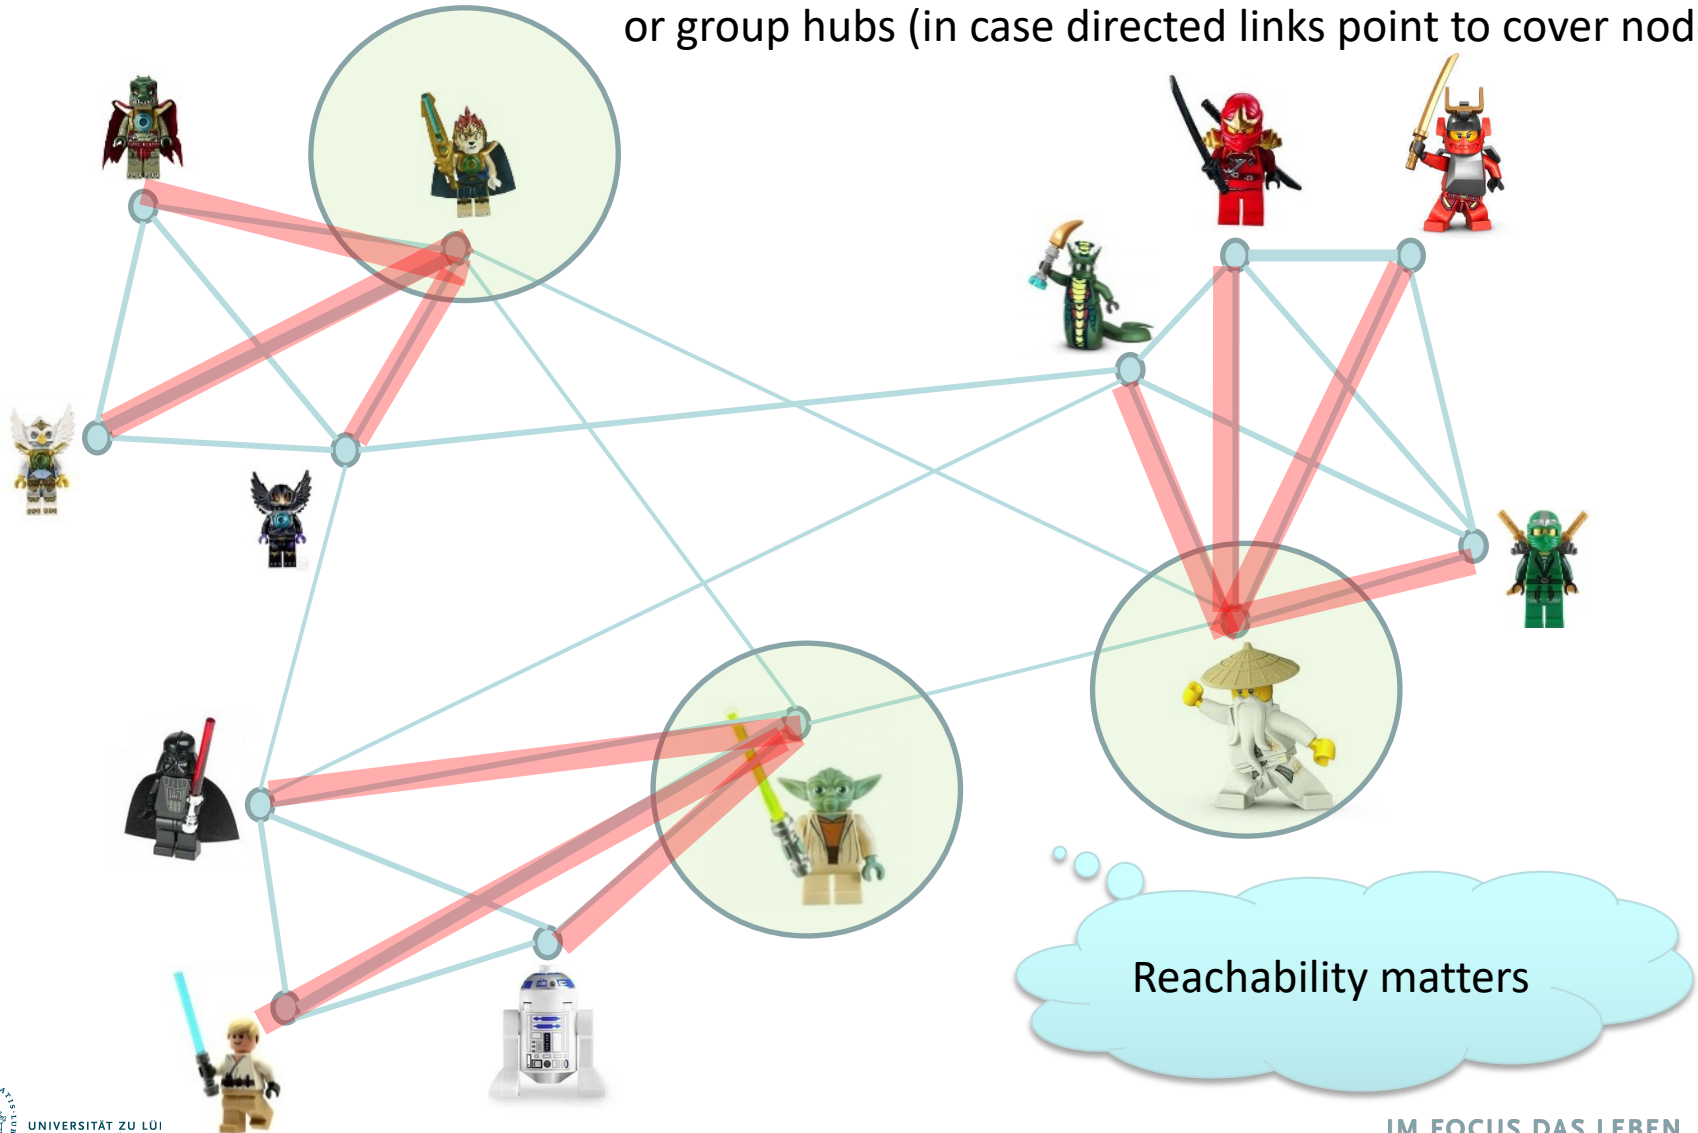 or group hubs (in case directed links point to cover nod
Reachability matters
UNIVERSITÄT ZU LÜ
IM FOCUS DAS LEBEN